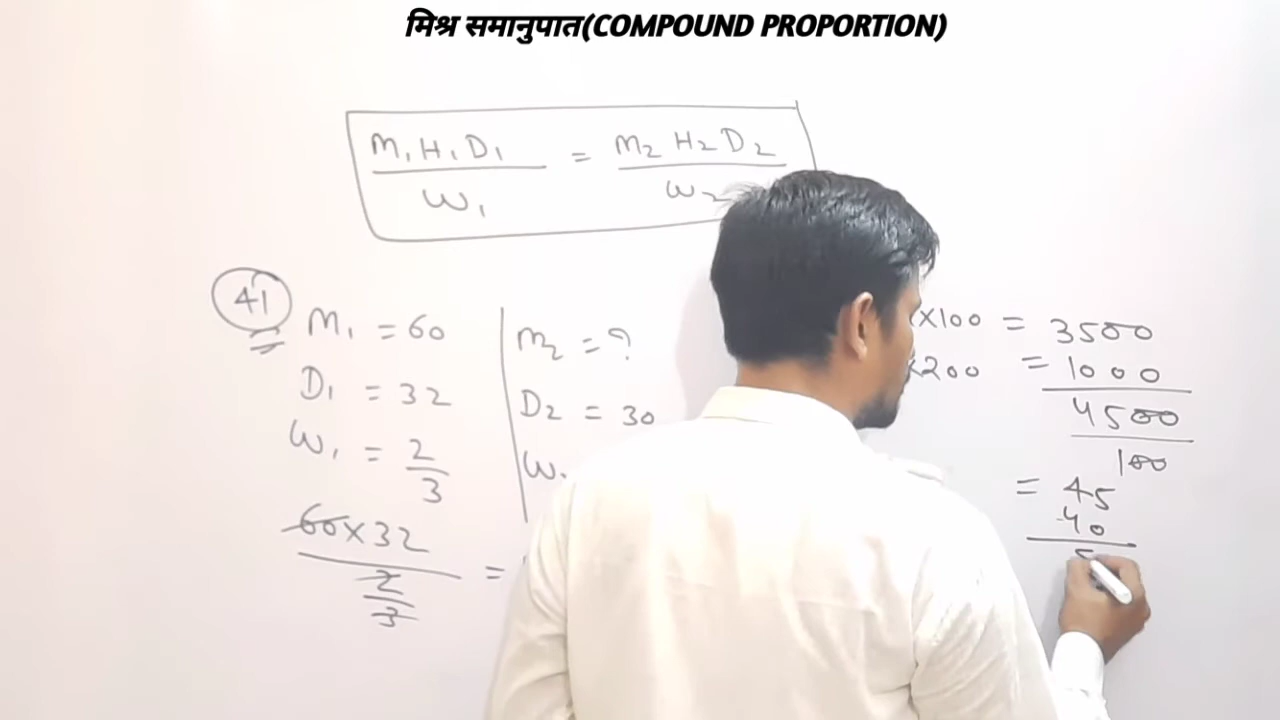 मिश्र समानुपात(COMPOUND PROPORTION)
M₁H₁D₁ / W₁ = M₂H₂D₂ / W₂
41
M₁ = 60
D₁ = 32
W₁ = 2/3
60×32 / 2/3 =
M₂ = ?
D₂ = 30
W
×100 = 3500
×200 = 1000
4500
100
= 45
40